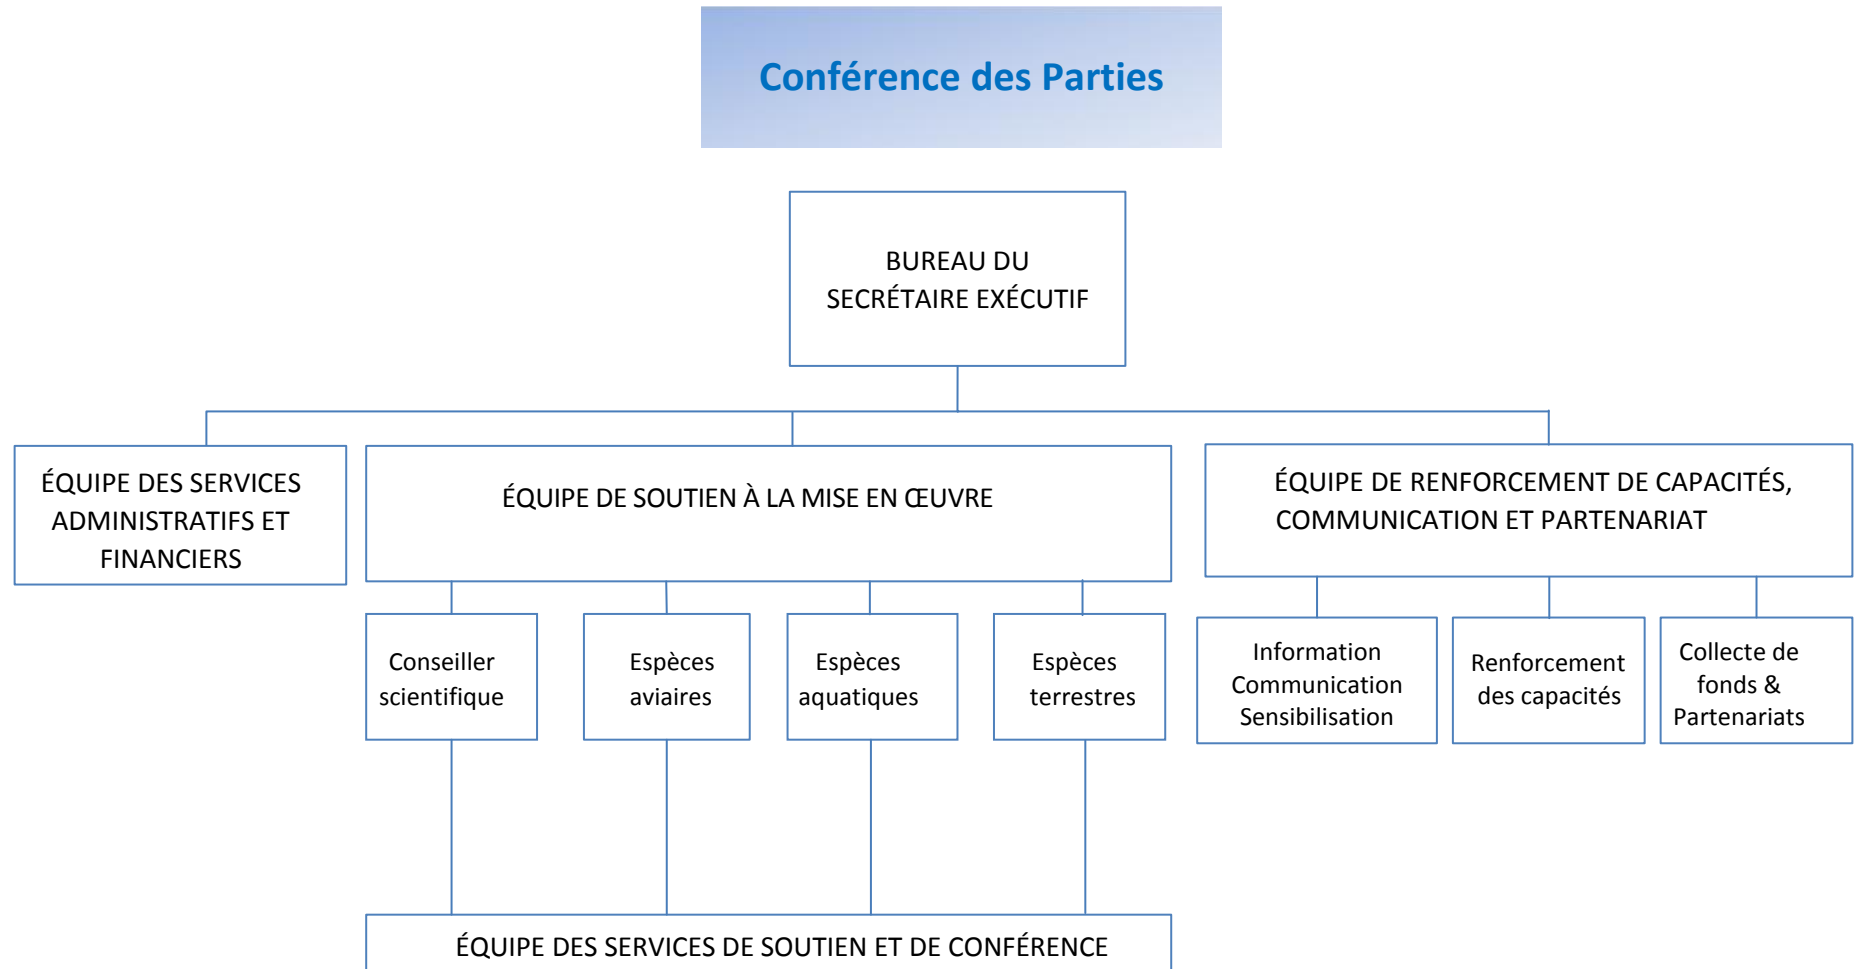 Conférence des Parties
BUREAU DU
SECRÉTAIRE EXÉCUTIF
ÉQUIPE DES SERVICES
ADMINISTRATIFS ET
FINANCIERS
ÉQUIPE DE SOUTIEN À LA MISE EN ŒUVRE
ÉQUIPE DE RENFORCEMENT DE CAPACITÉS,
COMMUNICATION ET PARTENARIAT
Conseiller
scientifique
Espèces
aviaires
Espèces
aquatiques
Espèces
terrestres
Information
Communication
Sensibilisation
Renforcement
des capacités
Collecte de
fonds &
Partenariats
ÉQUIPE DES SERVICES DE SOUTIEN ET DE CONFÉRENCE